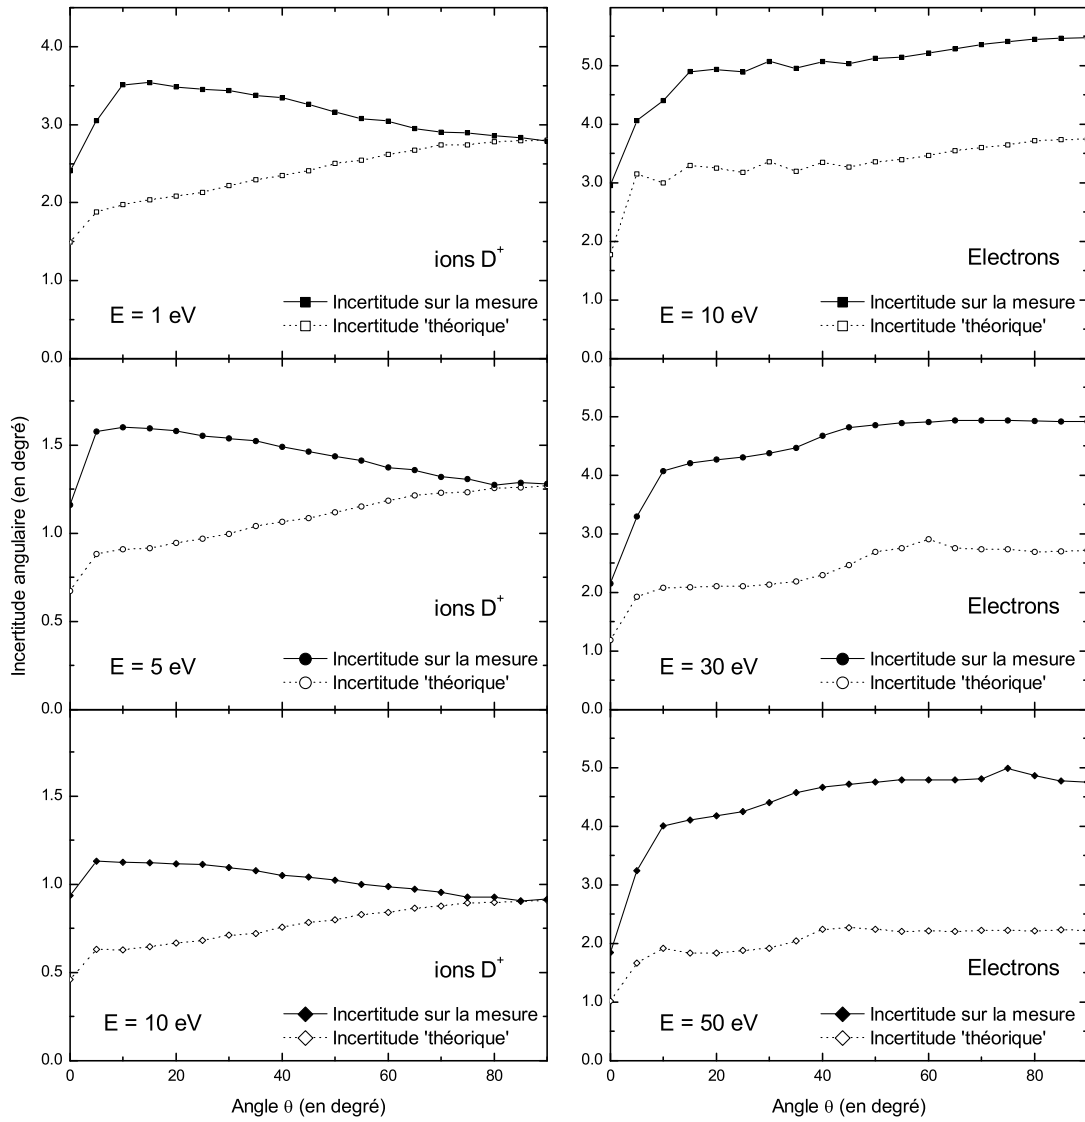 Incertitude angulaire (en degré)
4.0
3.0
2.0
1.0
0.0
ions D+
E = 1 eV
Incertitude sur la mesure
Incertitude 'théorique'
5.0
4.0
3.0
2.0
1.0
0.0
Electrons
E = 10 eV
Incertitude sur la mesure
Incertitude 'théorique'
1.5
1.0
0.5
0.0
ions D+
E = 5 eV
Incertitude sur la mesure
Incertitude 'théorique'
5.0
4.0
3.0
2.0
1.0
0.0
Electrons
E = 30 eV
Incertitude sur la mesure
Incertitude 'théorique'
1.5
1.0
0.5
0.0
ions D+
E = 10 eV
Incertitude sur la mesure
Incertitude 'théorique'
0 20 40 60 80
Angle θ (en degré)
5.0
4.0
3.0
2.0
1.0
0.0
Electrons
E = 50 eV
Incertitude sur la mesure
Incertitude 'théorique'
0 20 40 60 80
Angle θ (en degré)